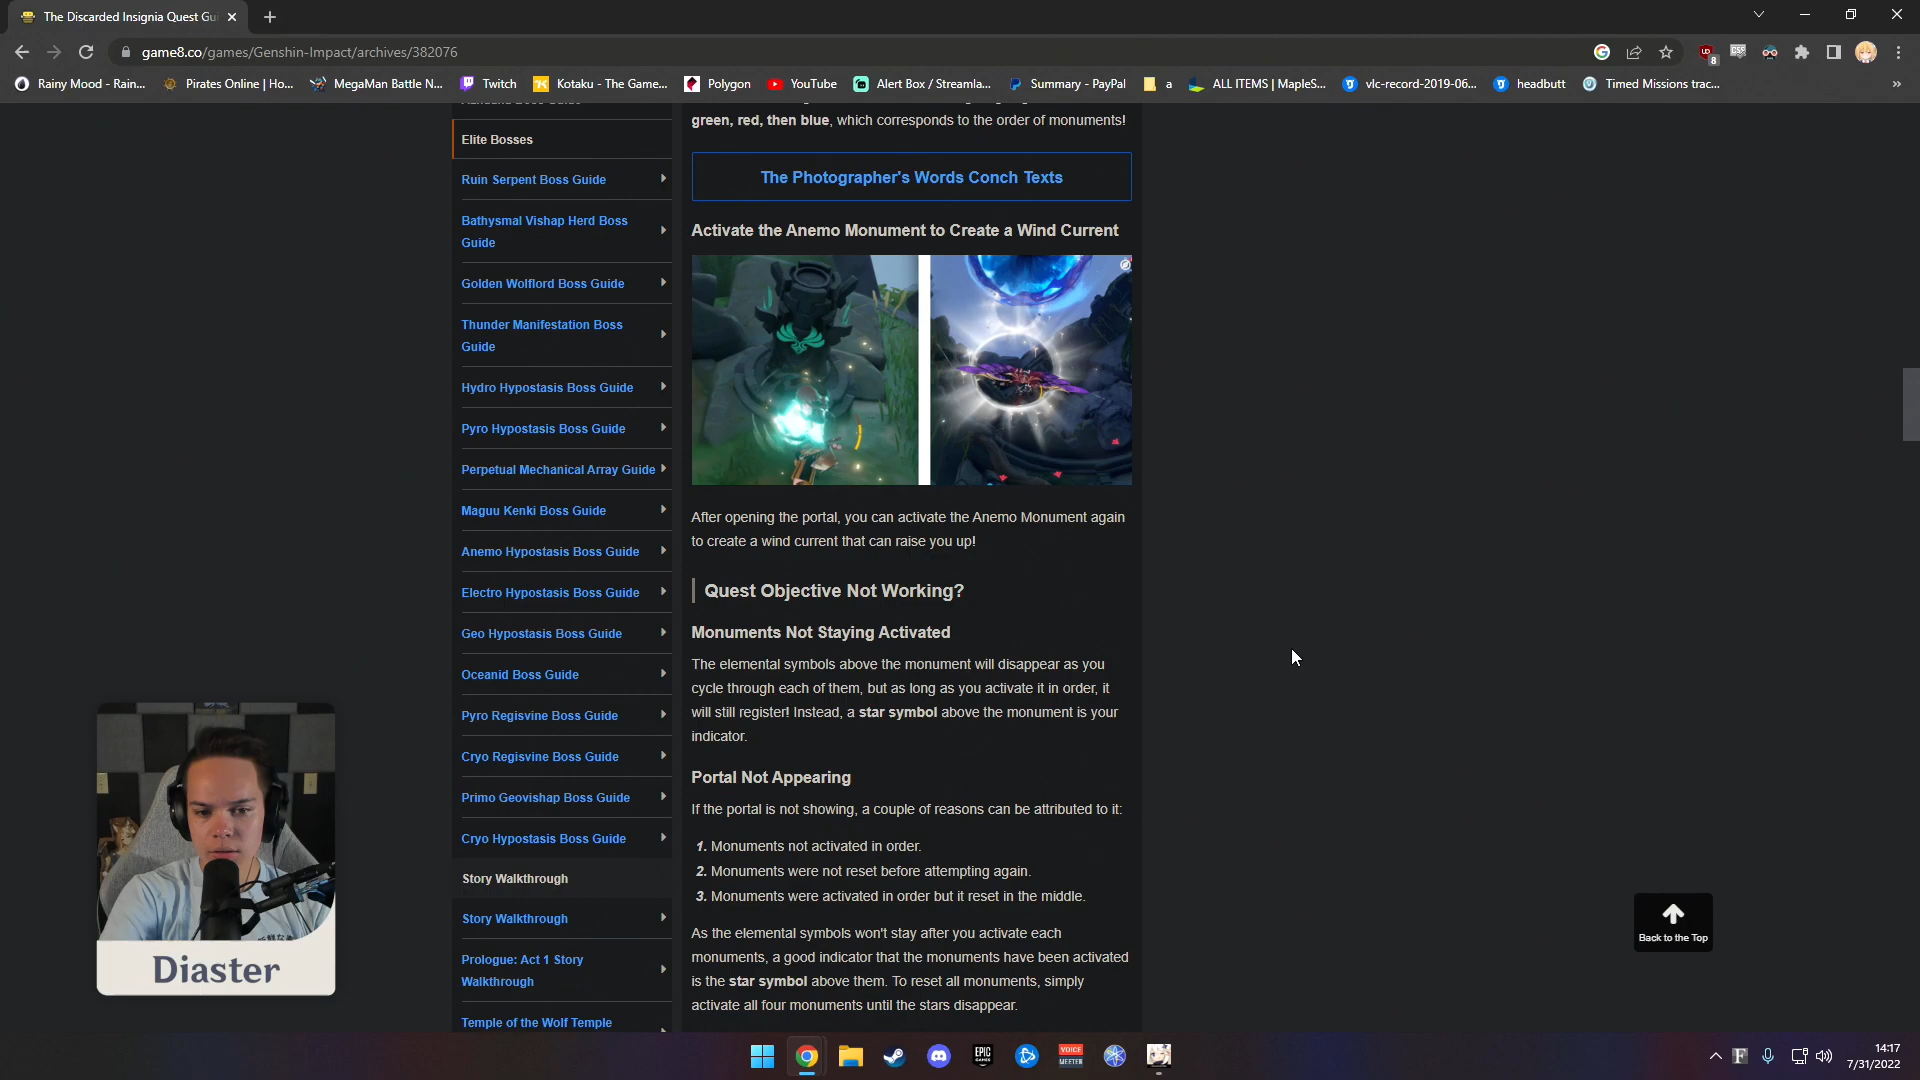 The Discarded Insignia Quest Gu
game8.co/games/Genshin-Impact/archives/382076
8
Rainy Mood - Rain...
Pirates Online | Ho...
MegaMan Battle N...
Twitch
Kotaku - The Game...
Polygon
YouTube
Alert Box / Streamla...
Summary - PayPal
a
ALL ITEMS | MapleS...
vlc-record-2019-06...
headbutt
Timed Missions trac...
»
Elite Bosses
Ruin Serpent Boss Guide
Bathysmal Vishap Herd Boss
Guide
Golden Wolflord Boss Guide
Thunder Manifestation Boss
Guide
Hydro Hypostasis Boss Guide
Pyro Hypostasis Boss Guide
Perpetual Mechanical Array Guide
Maguu Kenki Boss Guide
Anemo Hypostasis Boss Guide
Electro Hypostasis Boss Guide
Geo Hypostasis Boss Guide
Oceanid Boss Guide
Pyro Regisvine Boss Guide
Cryo Regisvine Boss Guide
Primo Geovishap Boss Guide
Cryo Hypostasis Boss Guide
Story Walkthrough
Story Walkthrough
Prologue: Act 1 Story
Walkthrough
Temple of the Wolf Temple
green, red, then blue, which corresponds to the order of monuments!
The Photographer's Words Conch Texts
Activate the Anemo Monument to Create a Wind Current
After opening the portal, you can activate the Anemo Monument again
to create a wind current that can raise you up!
Quest Objective Not Working?
Monuments Not Staying Activated
The elemental symbols above the monument will disappear as you
cycle through each of them, but as long as you activate it in order, it
will still register! Instead, a star symbol above the monument is your
indicator.
Portal Not Appearing
If the portal is not showing, a couple of reasons can be attributed to it:
1. Monuments not activated in order.
2. Monuments were not reset before attempting again.
3. Monuments were activated in order but it reset in the middle.
As the elemental symbols won't stay after you activate each
monuments, a good indicator that the monuments have been activated
is the star symbol above them. To reset all monuments, simply
activate all four monuments until the stars disappear.
Back to the Top
Diaster
EPIC
GAMES
VOICE
MEETER
14:17
7/31/2022